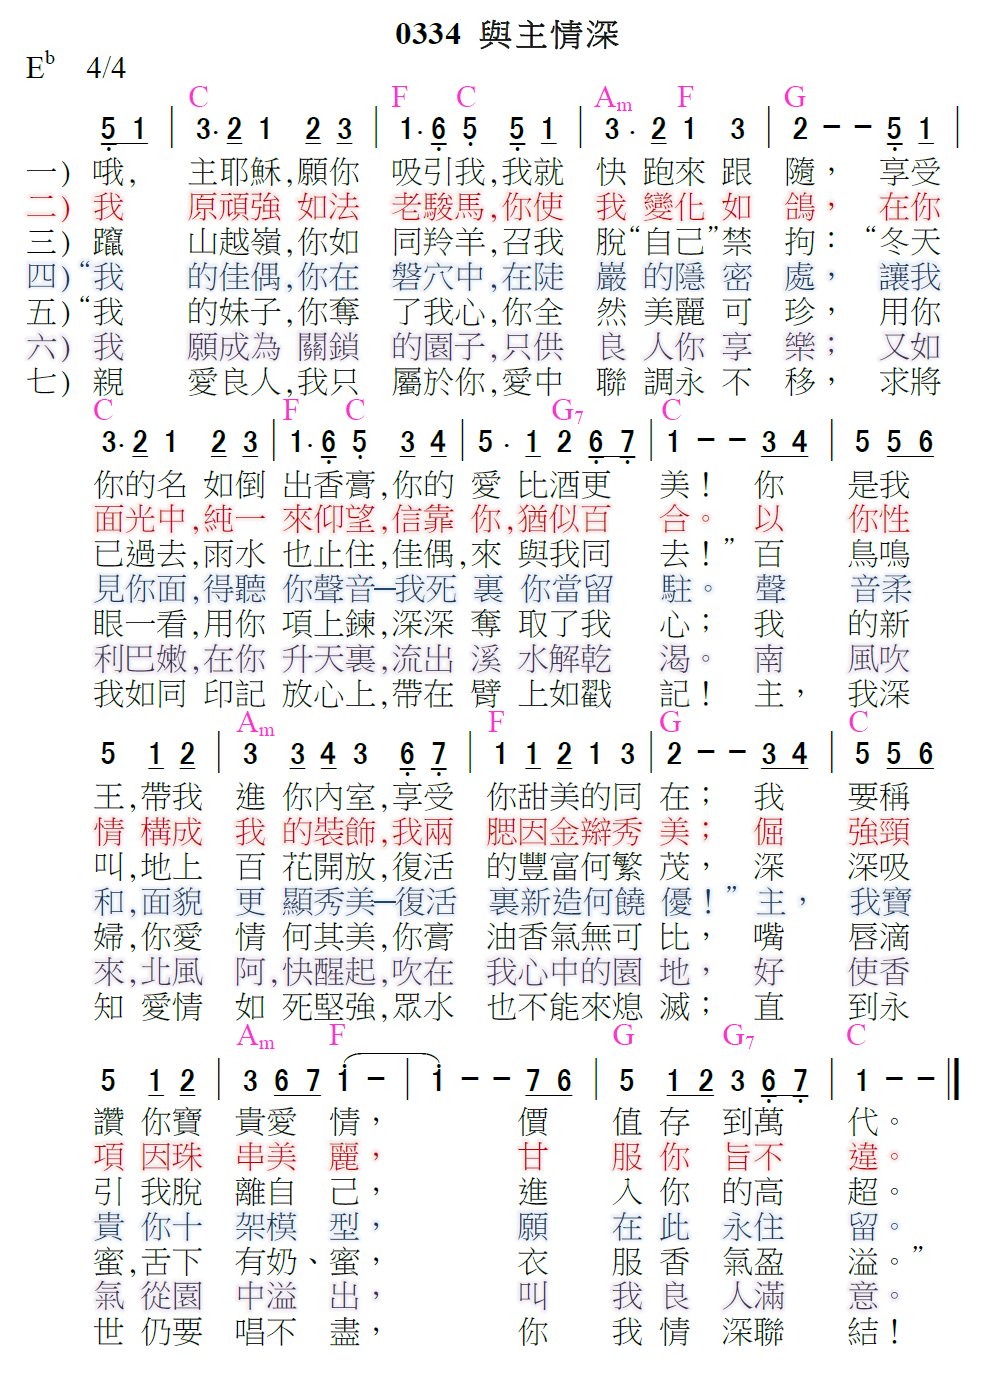 0334 與主情深
E♭ 4/4
C F C Am F G
5 1 | 3·2 1 2 3 | 1·6 5 5 1 | 3·2 1 3 | 2 – – 5 1 |
一) 哦, 主耶穌,願你 吸引我,我就 快跑來跟隨, 享受
二) 我 原頑強如法 老駿馬,你使 我變化如鴿, 在你
三) 躥 山越嶺,你如 同羚羊,召我 脫“自己”禁拘: “冬天
四) “我 的佳偶,你在 磐穴中,在陡 巖的隱密處, 讓我
五) “我 的妹子,你奪 了我心,你全 然美麗可珍, 用你
六) 我 願成為關鎖 的園子,只供 良人你享樂; 又如
七) 親 愛良人,我只 屬於你,愛中 聯調永不移, 求將
C F C G7 C
3·2 1 2 3 | 1·6 5 3 4 | 5·1 2 6 7 | 1 – – 3 4 | 5 5 6
你的名如倒 出香膏,你的 愛比酒更 美! 你 是我
面光中,純一 來仰望,信靠 你,猶似百 合。 以 你性
已過去,雨水 也止住,佳偶,來 與我同 去!” 百 鳥鳴
見你面,得聽 你聲音─我死 裏你當留 駐。 聲 音柔
眼一看,用你 項上鍊,深深 奪取了我 心; 我 的新
利巴嫩,在你 升天裏,流出 溪水解乾 渴。 南 風吹
我如同印記 放心上,帶在 臂上如戳 記! 主, 我深
Am F G C
5 1 2 | 3 3 4 3 6 7 | 1 1 2 1 3 | 2 – – 3 4 | 5 5 6
王,帶我 進你內室,享受 你甜美的同 在; 我 要稱
情構成 我的裝飾,我兩 腮因金辮秀 美; 倔 強頸
叫,地上 百花開放,復活 的豐富何繁 茂, 深 深吸
和,面貌 更顯秀美─復活 裏新造何饒 優!” 主, 我寶
婦,你愛 情何其美,你膏 油香氣無可 比, 嘴 唇滴
來,北風 阿,快醒起,吹在 我心中的園 地, 好 使香
知愛情 如死堅強,眾水 也不能來熄 滅; 直 到永
Am F G G7 C
5 1 2 | 3 6 7 1 – | 1 – – 7 6 | 5 1 2 3 6 7 | 1 – –
讚你寶 貴愛情, 價 值存到萬 代。
項因珠 串美麗, 甘 服你旨不 違。
引我脫 離自己, 進 入你的高 超。
貴你十 架模型, 願 在此永住 留。
蜜,舌下 有奶、蜜, 衣 服香氣盈 溢。”
氣從園 中溢出, 叫 我良人滿 意。
世仍要 唱不盡, 你 我情深聯 結!